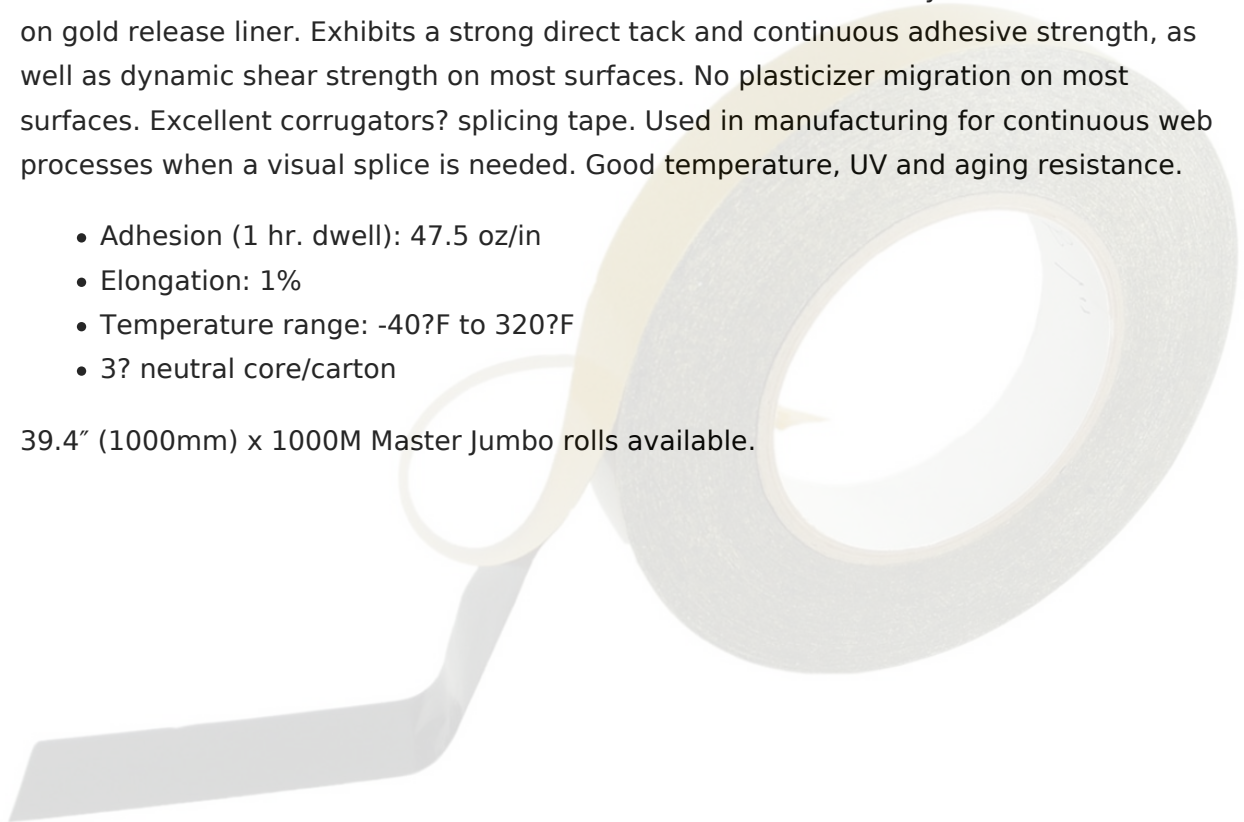 on gold release liner. Exhibits a strong direct tack and continuous adhesive strength, as
well as dynamic shear strength on most surfaces. No plasticizer migration on most
surfaces. Excellent corrugators? splicing tape. Used in manufacturing for continuous web
processes when a visual splice is needed. Good temperature, UV and aging resistance.
• Adhesion (1 hr. dwell): 47.5 oz/in
• Elongation: 1%
• Temperature range: -40?F to 320?F
• 3? neutral core/carton
39.4″ (1000mm) x 1000M Master Jumbo rolls available.